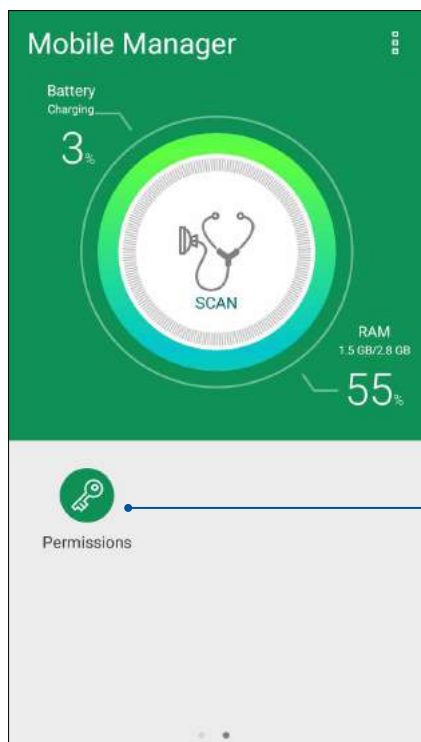 Mobile Manager
Battery
Charging
3%
SCAN
RAM
1.5 GB/2.8 GB
55%
Permissions